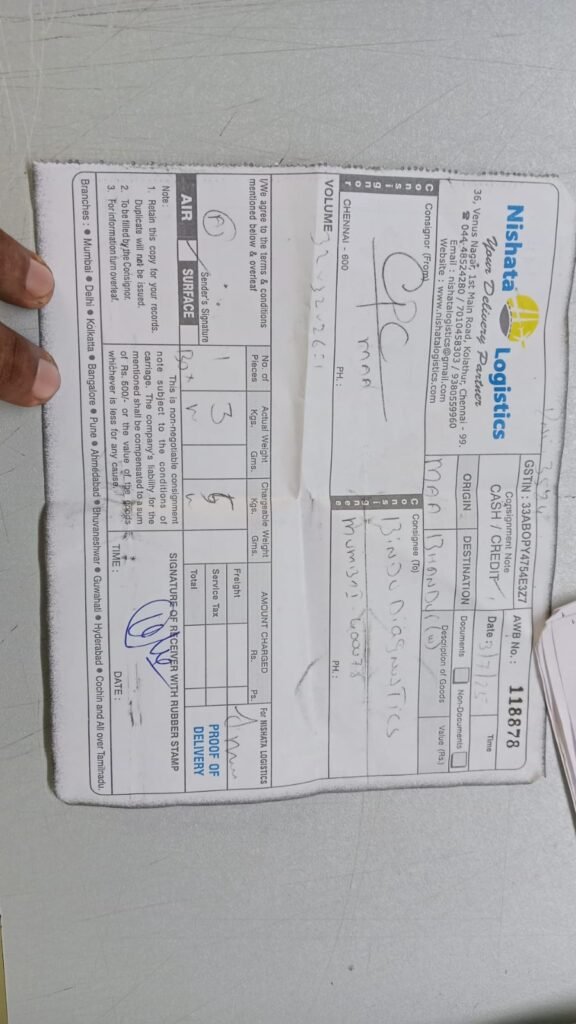 Nishata Logistics
Your Delivery Partner
36, Venus Nagar, 1st Main Road, Kolathur, Chennai - 99.
☎ 044-48524280 / 7010458303 / 9380559960
Email : nishatalogistics@gmail.com
Website : www.nishatalogistics.com
GSTIN : 33ABOPY4754E3Z7
Consignment Note
CASH / CREDIT
AWB No. : 118878
Date : 3/7/25
Time
ORIGIN
DESTINATION
Documents
Non-Documents
MAA
Description of Goods
Value (Rs.)
Consignor
Consignor (From)
CPC
MAA
CHENNAI - 600
PH. :
Consignee
Consignee (To)
BINDU DIAGNOSTICS
MUMBAI 400078
PH. :
VOLUME
I/We agree to the terms & conditions
mentioned below & overleaf
Sender's Signature
AIR
SURFACE
No. of Pieces
Actual Weight
Kgs. Gms.
Chargeable Weight
Kgs. Gms.
AMOUNT CHARGED
Rs. Ps.
For NISHATA LOGISTICS
1
3
5
Freight
Service Tax
Total
PROOF OF
DELIVERY
Note:
1. Retain this copy for your records.
Duplicate will not be issued.
2. To be filled by the Consignor.
3. For information turn overleaf.
This is non-negotiable consignment
note subject to the conditions of
carriage. The company's liability for the
mentioned shall be compensated to a sum
of Rs. 500/- or the value of the goods
whichever is less for any cause.
SIGNATURE OF RECEIVER WITH RUBBER STAMP
TIME :
DATE :
Branches : ● Mumbai ● Delhi ● Kolkatta ● Bangalore ● Pune ● Ahmedabad ● Bhuvaneshwar ● Guwahati ● Hyderabad ● Cochin and All over Tamilnadu,